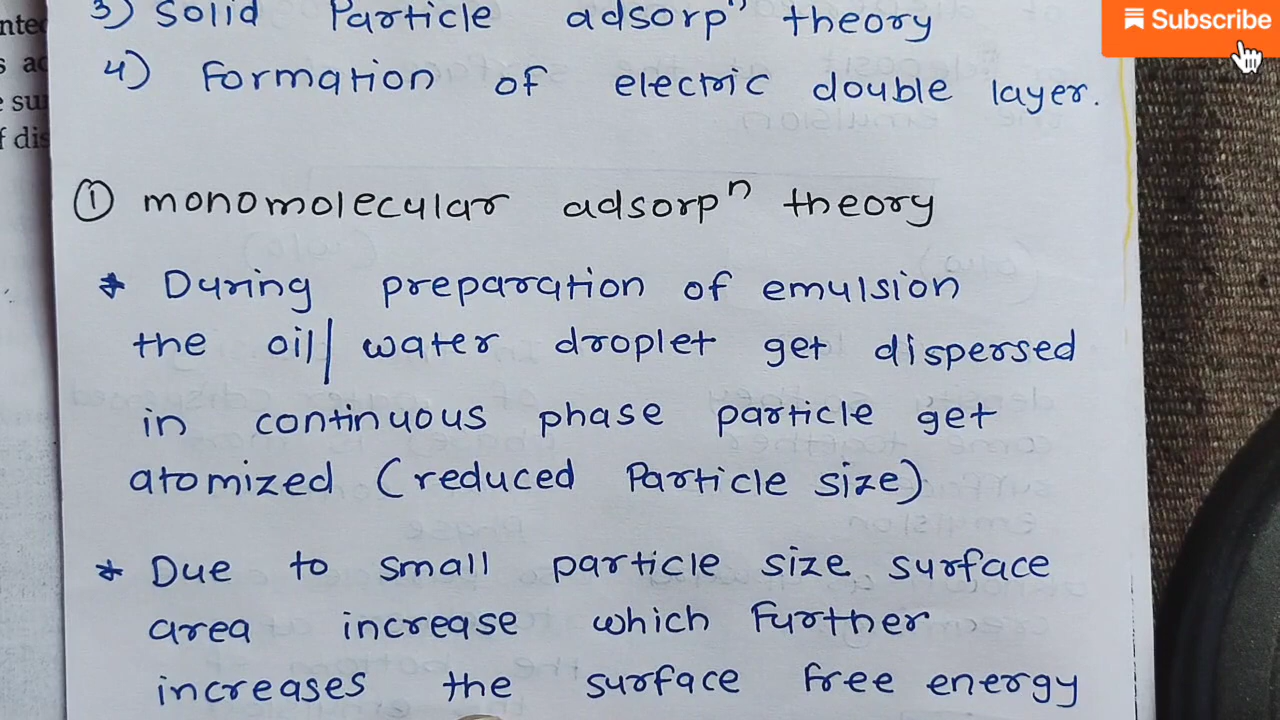 3) Solid Particle adsorpⁿ theory
4) Formation of electric double layer.
① monomolecular adsorpⁿ theory
* During preparation of emulsion
the oil/ water droplet get dispersed
in continuous phase particle get
atomized (reduced Particle size)
* Due to small particle size surface
area increase which Further
increases the surface free energy
Subscribe